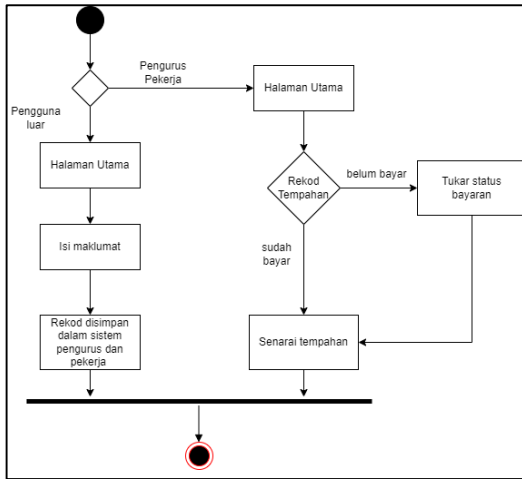 Pengurus
Pekerja
Halaman Utama
Pengguna
luar
Halaman Utama
Rekod
Tempahan
belum bayar
Tukar status
bayaran
Isi maklumat
sudah
bayar
Rekod disimpan
dalam sistem
pengurus dan
pekerja
Senarai tempahan